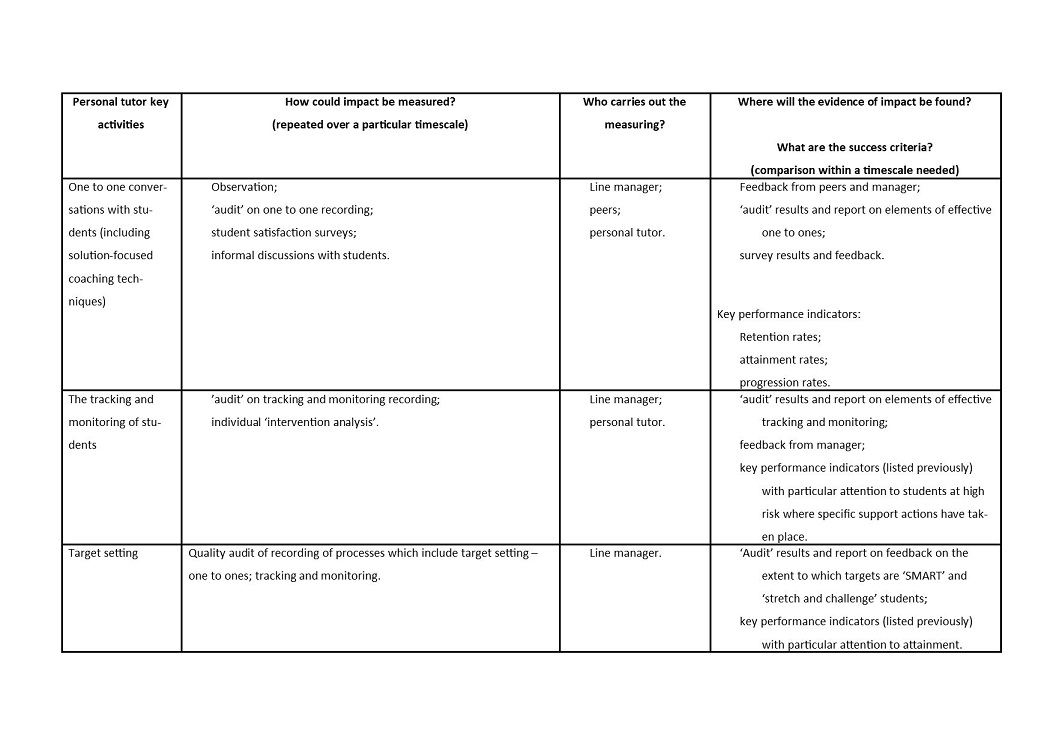 Personal tutor key
activities
How could impact be measured?
(repeated over a particular timescale)
Who carries out the
measuring?
Where will the evidence of impact be found?
What are the success criteria?
(comparison within a timescale needed)
One to one conver-
sations with stu-
dents (including
solution-focused
coaching tech-
niques)
Observation;
‘audit’ on one to one recording;
student satisfaction surveys;
informal discussions with students.
Line manager;
peers;
personal tutor.
Feedback from peers and manager;
‘audit’ results and report on elements of effective
one to ones;
survey results and feedback.
Key performance indicators:
Retention rates;
attainment rates;
progression rates.
The tracking and
monitoring of stu-
dents
‘audit’ on tracking and monitoring recording;
individual ‘intervention analysis’.
Line manager;
personal tutor.
‘audit’ results and report on elements of effective
tracking and monitoring;
feedback from manager;
key performance indicators (listed previously)
with particular attention to students at high
risk where specific support actions have tak-
en place.
Target setting
Quality audit of recording of processes which include target setting –
one to ones; tracking and monitoring.
Line manager.
‘Audit’ results and report on feedback on the
extent to which targets are ‘SMART’ and
‘stretch and challenge’ students;
key performance indicators (listed previously)
with particular attention to attainment.